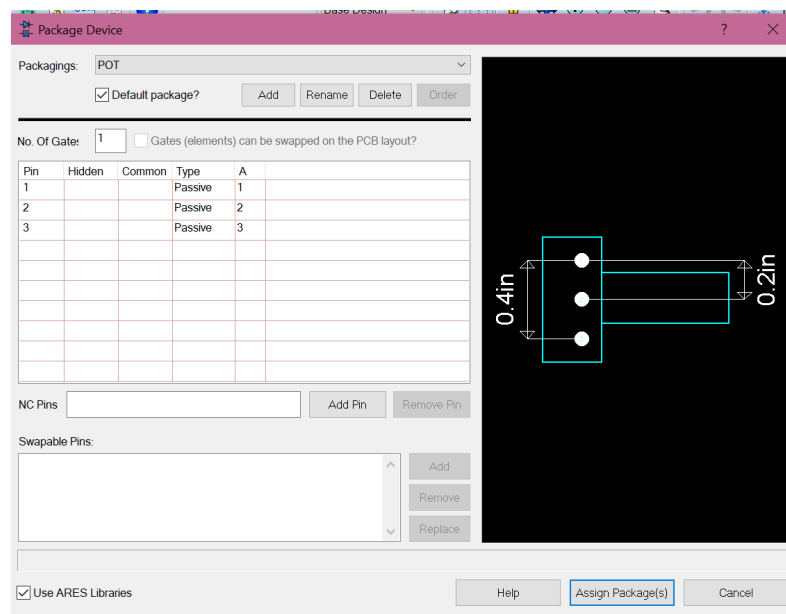 Base Design
Package Device
?
Packagings: POT
Default package? Add Rename Delete Order
No. Of Gates: 1 Gates (elements) can be swapped on the PCB layout?
Pin Hidden Common Type A
1 Passive 1
2 Passive 2
3 Passive 3
0.4in
0.2in
NC Pins Add Pin Remove Pin
Swapable Pins:
Add
Remove
Replace
Use ARES Libraries
Help Assign Package(s) Cancel